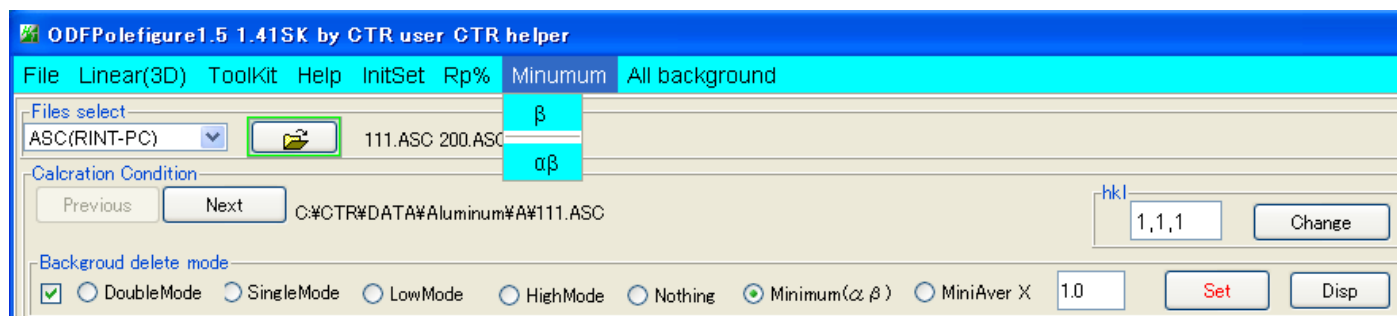 ODFPolefigure1.5 1.41SK by CTR user CTR helper
File Linear(3D) ToolKit Help InitSet Rp% Minumum All background
β
αβ
Files select
ASC(RINT-PC) 111.ASC 200.ASC
Calcration Condition
Previous Next C:¥CTR¥DATA¥Aluminum¥A¥111.ASC
hkl
1,1,1 Change
Backgroud delete mode
DoubleMode SingleMode LowMode HighMode Nothing Minimum(α β) MiniAver X 1.0 Set Disp